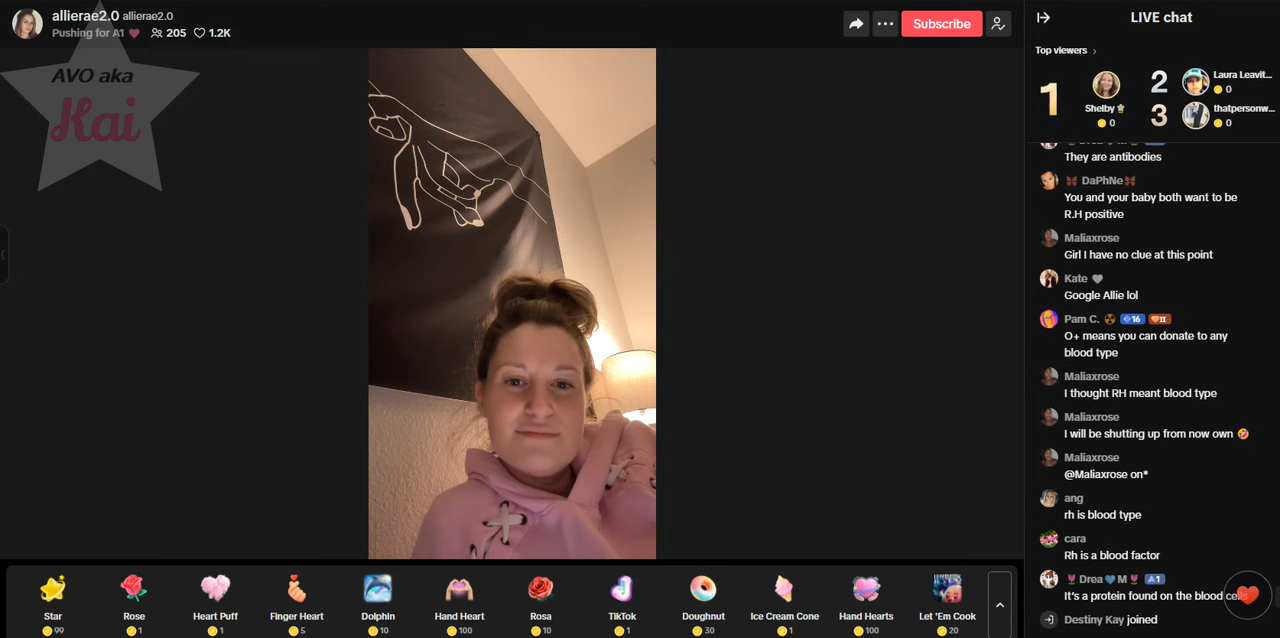 allierae2.0 allierae2.0
Pushing for A1 205 1.2K
Subscribe
AVO aka
Kai
LIVE chat
Top viewers
1
Shelby
0
2
Laura Leavit...
0
3
thatpersonw...
0
They are antibodies
DaPhNe
You and your baby both want to be
R.H positive
Maliaxrose
Girl I have no clue at this point
Kate
Google Allie lol
Pam C. 16 II
O+ means you can donate to any
blood type
Maliaxrose
I thought RH meant blood type
Maliaxrose
I will be shutting up from now own 🤣
Maliaxrose
@Maliaxrose on*
ang
rh is blood type
cara
Rh is a blood factor
Drea M A1
It's a protein found on the blood cells
Destiny Kay joined
Star
99
Rose
1
Heart Puff
1
Finger Heart
5
Dolphin
10
Hand Heart
100
Rosa
10
TikTok
1
Doughnut
30
Ice Cream Cone
1
Hand Hearts
100
Let 'Em Cook
20